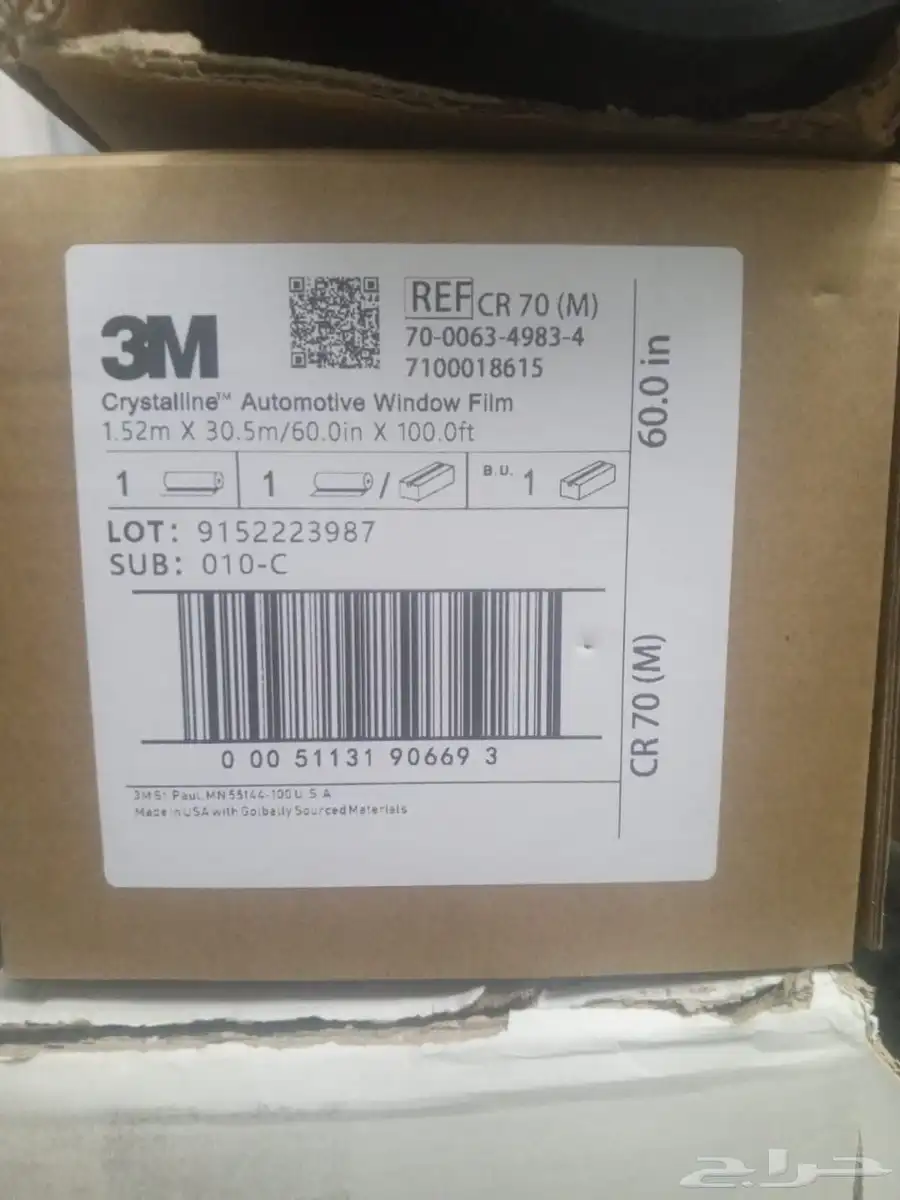 3M
REF CR 70 (M)
70-0063-4983-4
7100018615
Crystalline™ Automotive Window Film
1.52m X 30.5m/60.0in X 100.0ft
1 1 / B.U. 1
LOT: 9152223987
SUB: 010-C
0 00 51131 90669 3
3M St Paul, MN 55144-100 U.S.A
Made in USA with Golbally Sourced Materials
60.0 in
CR 70 (M)
حراج